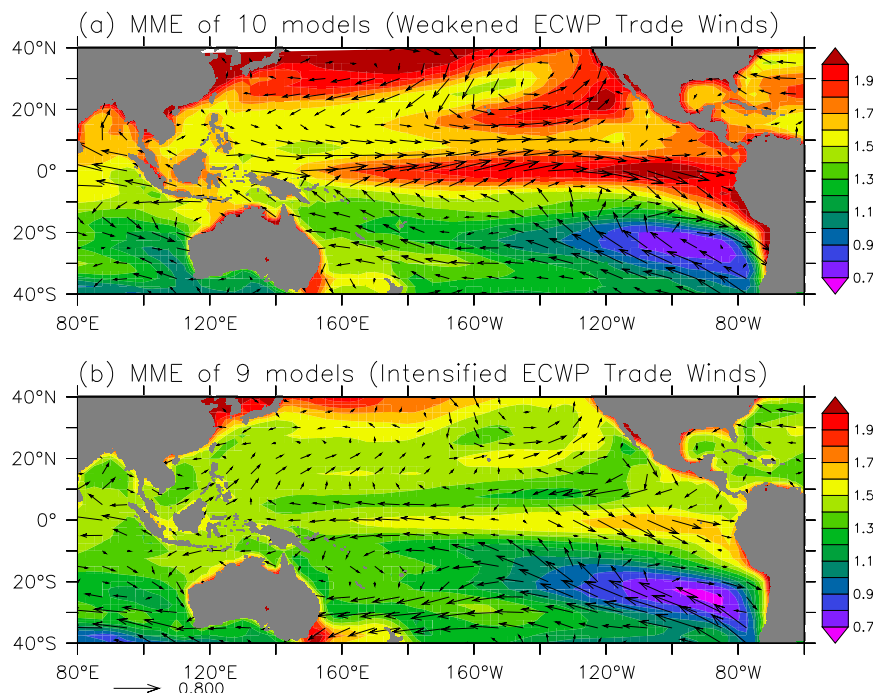 (a) MME of 10 models (Weakened ECWP Trade Winds)
40°N
20°N
0°
20°S
40°S
80°E 120°E 160°E 160°W 120°W 80°W
1.9
1.7
1.5
1.3
1.1
0.9
0.7
(b) MME of 9 models (Intensified ECWP Trade Winds)
40°N
20°N
0°
20°S
40°S
80°E 120°E 160°E 160°W 120°W 80°W
1.9
1.7
1.5
1.3
1.1
0.9
0.7
0.800